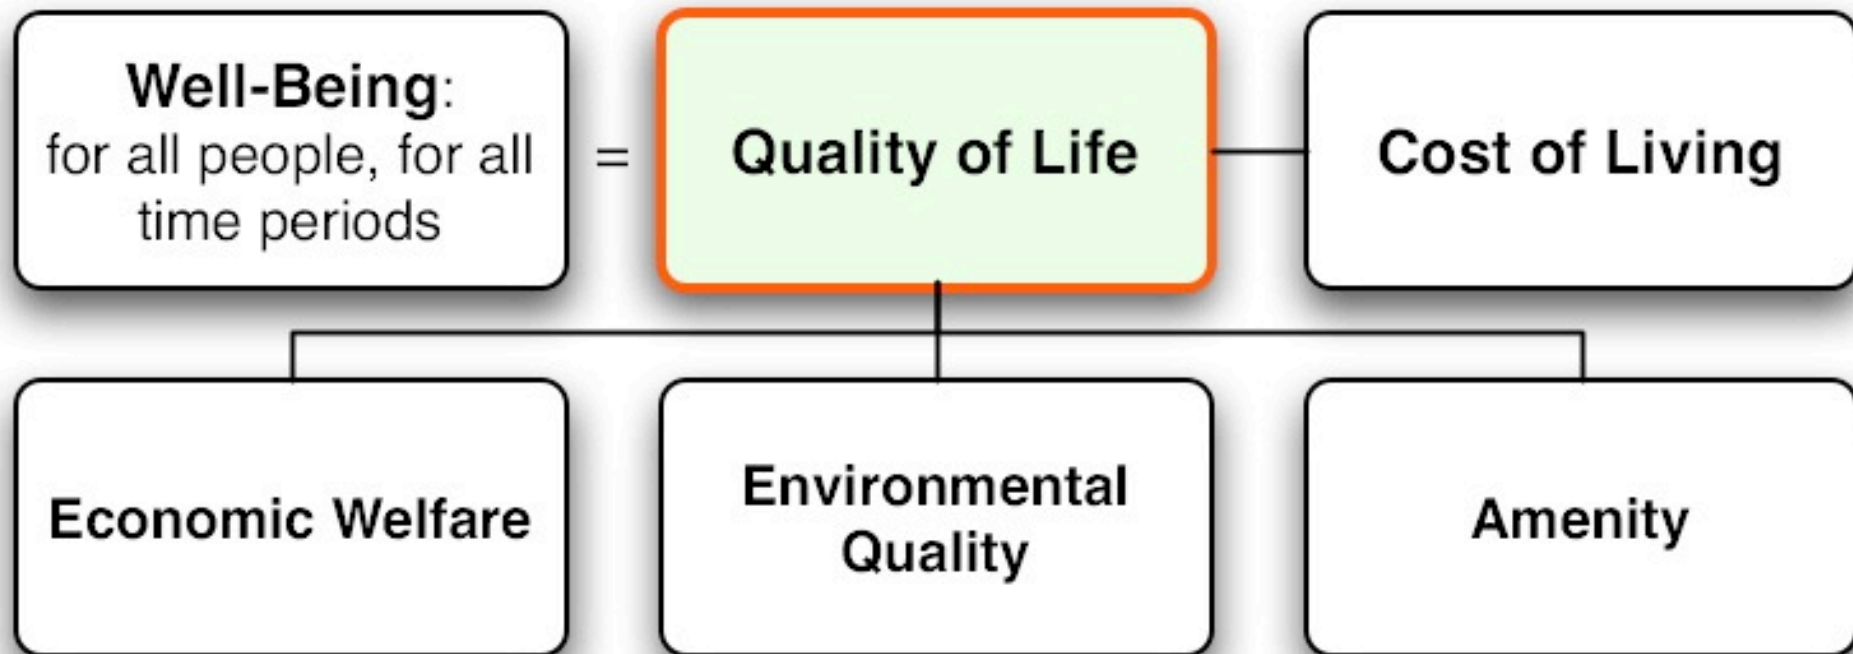 Well-Being:
for all people, for all
time periods
=
Quality of Life
Cost of Living
Economic Welfare
Environmental
Quality
Amenity